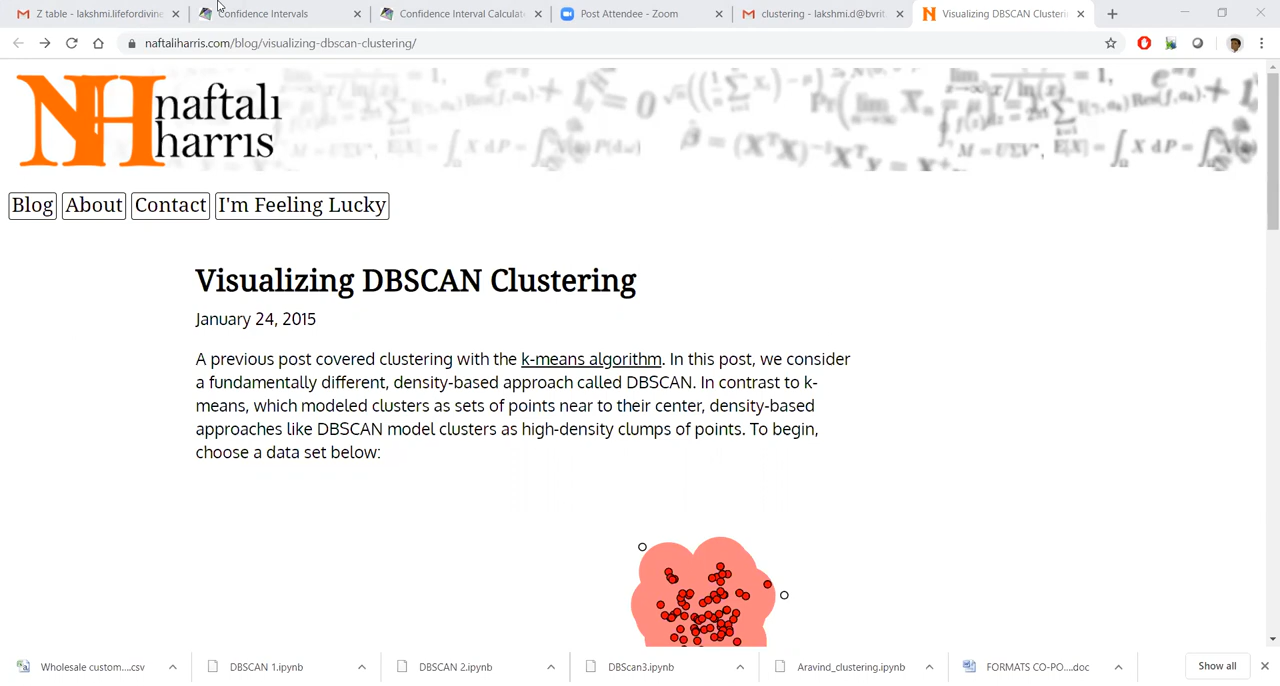 Z table - lakshmi.lifefordivine
Confidence Intervals
Confidence Interval Calculat
Post Attendee - Zoom
clustering - lakshmi.d@bvrit
Visualizing DBSCAN Clusterin
naftaliharris.com/blog/visualizing-dbscan-clustering/
NH naftali harris
Blog About Contact I'm Feeling Lucky
Visualizing DBSCAN Clustering
January 24, 2015
A previous post covered clustering with the k-means algorithm. In this post, we consider
a fundamentally different, density-based approach called DBSCAN. In contrast to k-
means, which modeled clusters as sets of points near to their center, density-based
approaches like DBSCAN model clusters as high-density clumps of points. To begin,
choose a data set below:
Wholesale custom....csv
DBSCAN 1.ipynb
DBSCAN 2.ipynb
DBScan3.ipynb
Aravind_clustering.ipynb
FORMATS CO-PO....doc
Show all